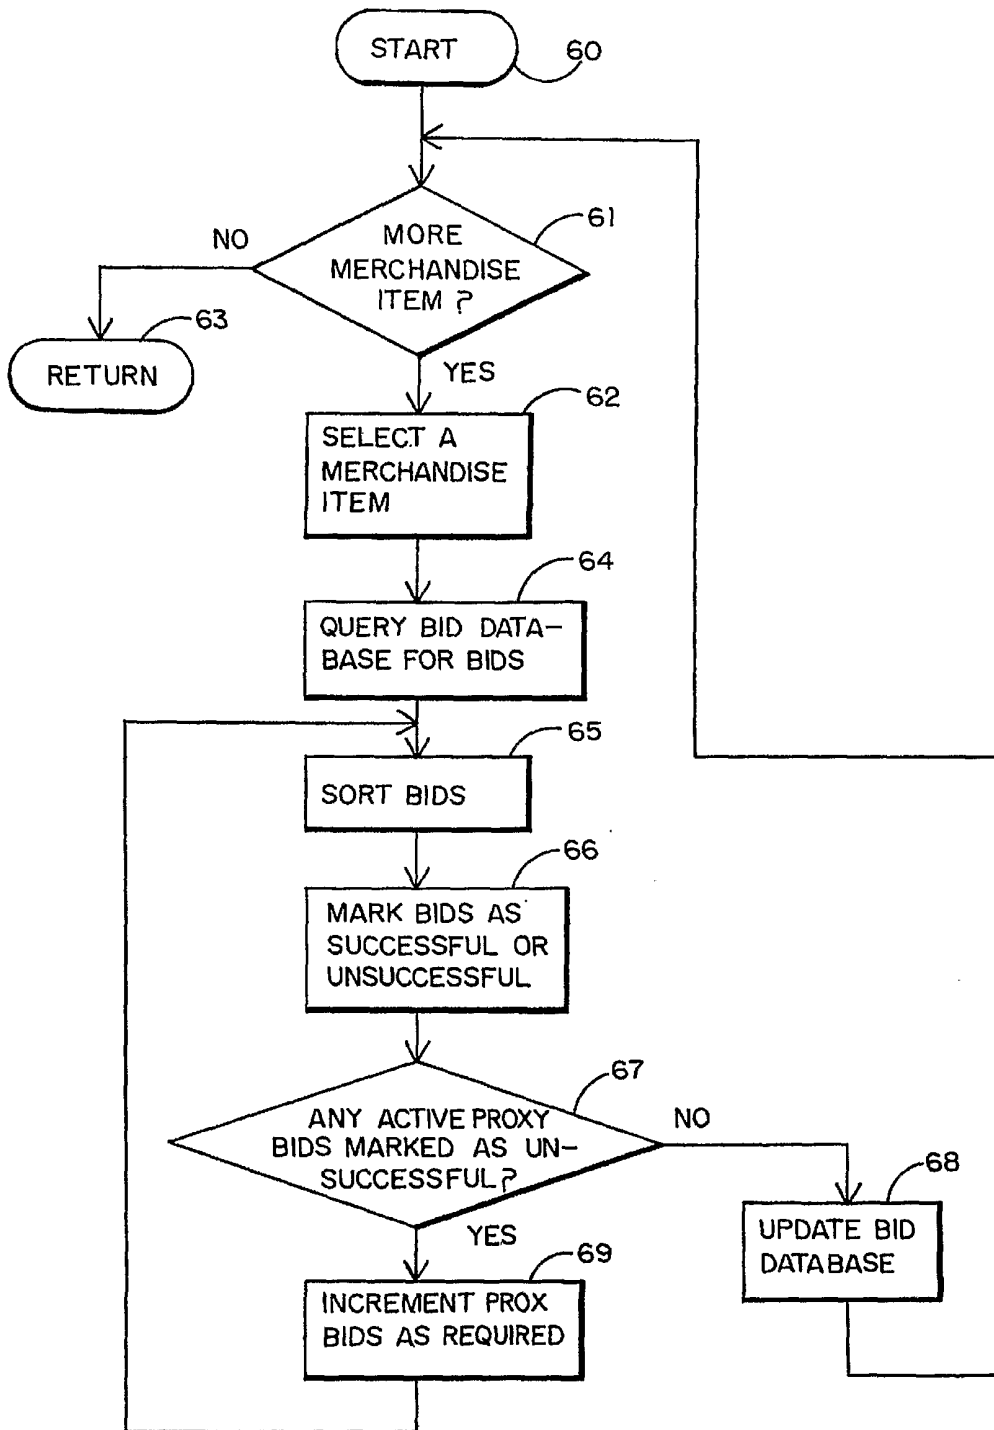 START
60
61
MORE
MERCHANDISE
ITEM ?
NO
63
RETURN
YES
62
SELECT A
MERCHANDISE
ITEM
64
QUERY BID DATA-
BASE FOR BIDS
65
SORT BIDS
66
MARK BIDS AS
SUCCESSFUL OR
UNSUCCESSFUL
67
ANY ACTIVE PROXY
BIDS MARKED AS UN-
SUCCESSFUL?
NO
68
UPDATE BID
DATABASE
YES
69
INCREMENT PROX
BIDS AS REQUIRED